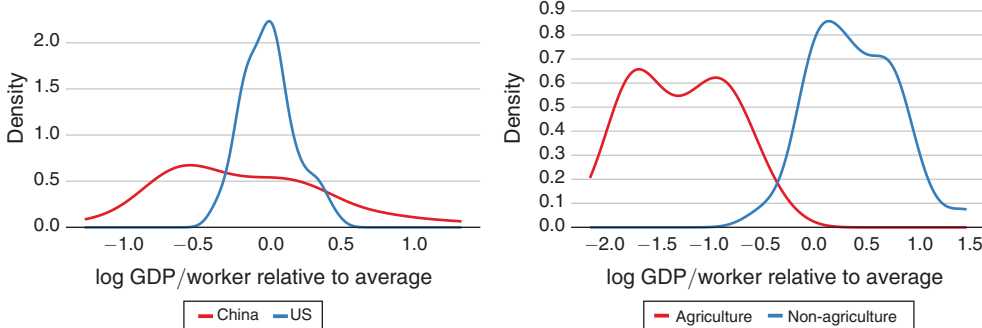 Density
2.0
1.5
1.0
0.5
0.0
−1.0 −0.5 0.0 0.5 1.0
log GDP/worker relative to average
China US
Density
0.9
0.8
0.7
0.6
0.5
0.4
0.3
0.2
0.1
0.0
−2.0 −1.5 −1.0 −0.5 0.0 0.5 1.0 1.5
log GDP/worker relative to average
Agriculture Non-agriculture